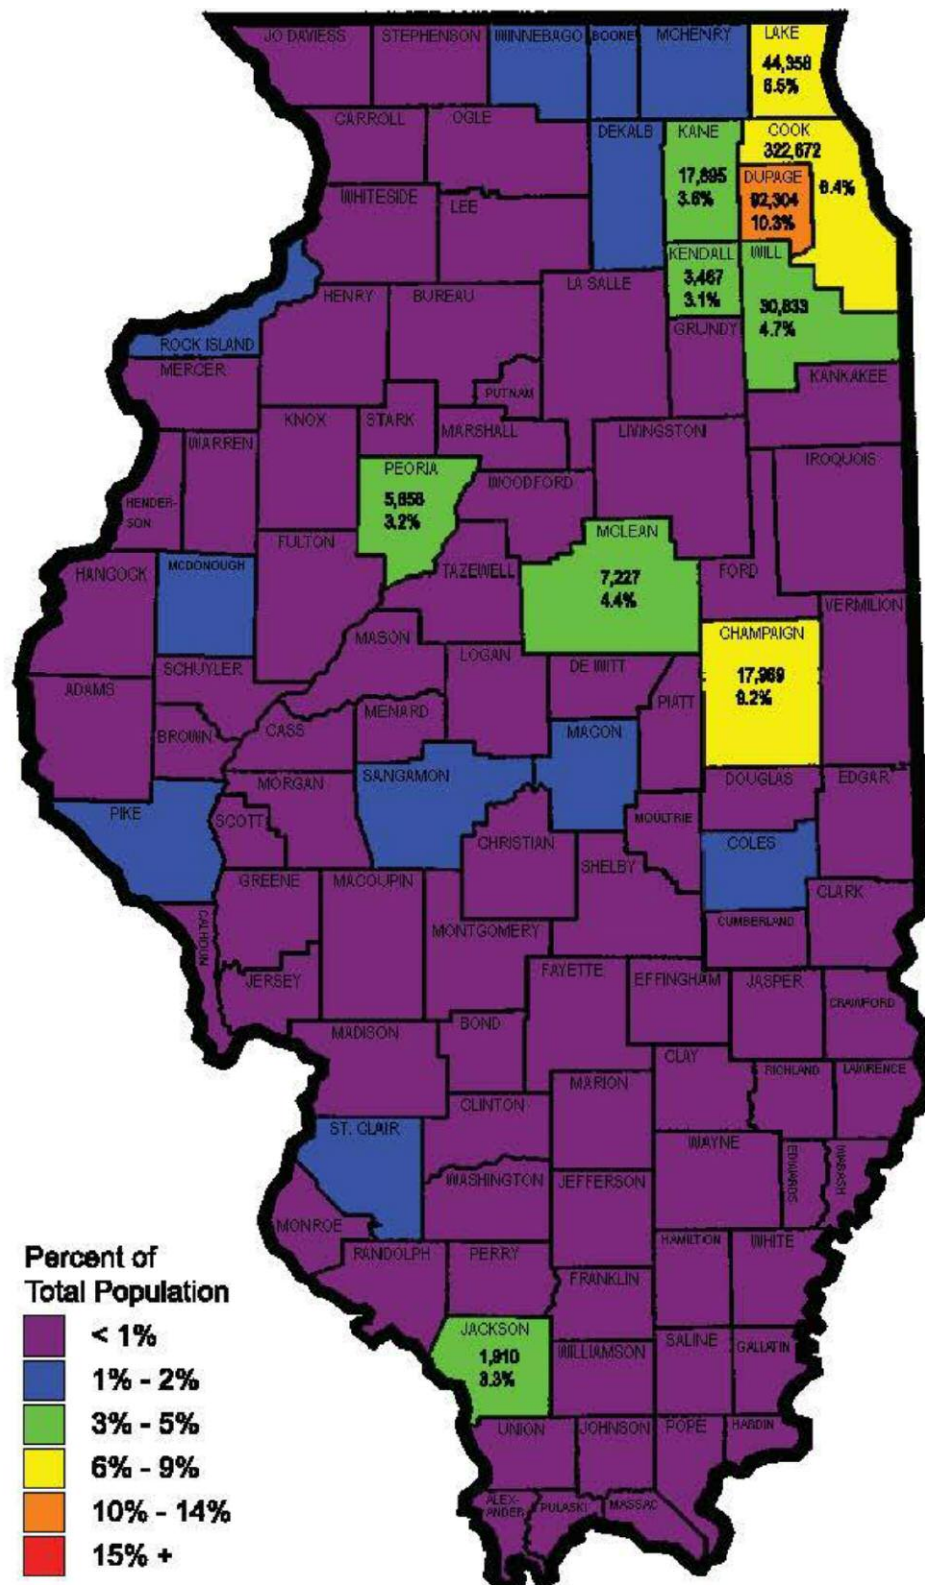 JO DAVIESS
STEPHENSON
WINNEBAGO
BOONE
MCHENRY
LAKE
44,358
6.5%
CARROLL
OGLE
DEKALB
KANE
17,695
3.6%
COOK
322,672
6.4%
DUPAGE
92,304
10.3%
WHITESIDE
LEE
KENDALL
3,467
3.1%
WILL
30,833
4.7%
ROCK ISLAND
HENRY
BUREAU
LA SALLE
GRUNDY
KANKAKEE
MERCER
PUTNAM
KNOX
STARK
MARSHALL
LIVINGSTON
IROQUOIS
WARREN
HENDER-
SON
PEORIA
5,656
3.2%
WOODFORD
MCLEAN
7,227
4.4%
FORD
HANCOCK
MCDONOUGH
FULTON
TAZEWELL
VERMILION
CHAMPAIGN
17,969
9.2%
MASON
LOGAN
DE WITT
PIATT
SCHUYLER
ADAMS
BROWN
CASS
MENARD
MACON
SANGAMON
MORGAN
DOUGLAS
EDGAR
PIKE
SCOTT
CHRISTIAN
MOULTRIE
COLES
SHELBY
GREENE
MACOUPIN
CLARK
CUMBERLAND
CALHOUN
MONTGOMERY
JERSEY
FAYETTE
EFFINGHAM
JASPER
CRAWFORD
MADISON
BOND
CLAY
RICHLAND
LAWRENCE
MARION
CLINTON
ST. CLAIR
WAYNE
EDWARDS
WABASH
WASHINGTON
JEFFERSON
MONROE
RANDOLPH
PERRY
HAMILTON
WHITE
FRANKLIN
JACKSON
1,910
3.3%
WILLIAMSON
SALINE
GALLATIN
UNION
JOHNSON
POPE
HARDIN
ALEX-
ANDER
PULASKI
MASSAC
Percent of
Total Population
< 1%
1% - 2%
3% - 5%
6% - 9%
10% - 14%
15% +